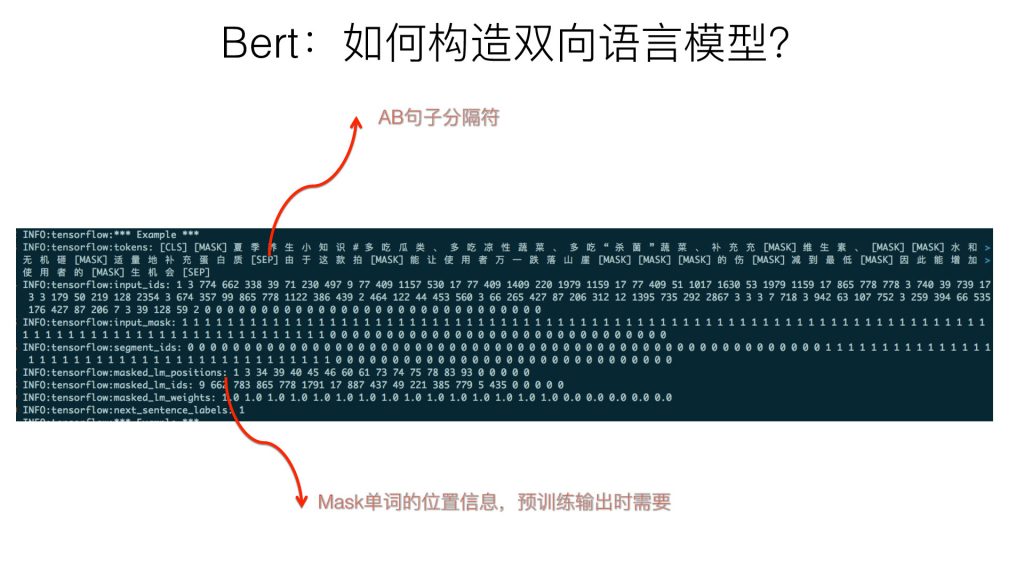 Bert：如何构造双向语言模型？
AB句子分隔符
INFO:tensorflow:*** Example ***
INFO:tensorflow:tokens: [CLS] [MASK] 夏 季 养 生 小 知 识 # 多 吃 瓜 类 、 多 吃 凉 性 蔬 菜 、 多 吃 “ 杀 菌 ” 蔬 菜 、 补 充 充 [MASK] 维 生 素 、 [MASK] [MASK] 水 和 >
无 机 磋 [MASK] 适 量 地 补 充 蛋 白 质 [SEP] 由 于 这 款 拍 [MASK] 能 让 使 用 者 万 一 跌 落 山 崖 [MASK] [MASK] [MASK] 的 伤 [MASK] 减 到 最 低 [MASK] 因 此 能 增 加 >
使 用 者 的 [MASK] 生 机 会 [SEP]
INFO:tensorflow:input_ids: 1 3 774 662 338 39 71 230 497 9 77 409 1157 530 17 77 409 1409 220 1979 1159 17 77 409 51 1017 1630 53 1979 1159 17 865 778 778 3 740 39 739 17
3 3 179 50 219 128 2354 3 674 357 99 865 778 1122 386 439 2 464 122 44 453 560 3 66 265 427 87 206 312 12 1395 735 292 2867 3 3 3 7 718 3 942 63 107 752 3 259 394 66 535
176 427 87 206 7 3 39 128 59 2 0 0 0 0 0 0 0 0 0 0 0 0 0 0 0 0 0 0 0 0 0 0 0 0 0 0 0 0 0 0
INFO:tensorflow:input_mask: 1 1 1 1 1 1 1 1 1 1 1 1 1 1 1 1 1 1 1 1 1 1 1 1 1 1 1 1 1 1 1 1 1 1 1 1 1 1 1 1 1 1 1 1 1 1 1 1 1 1 1 1 1 1 1 1 1 1 1 1 1 1 1 1 1 1 1 1 1 1 1
1 1 1 1 1 1 1 1 1 1 1 1 1 1 1 1 1 1 1 1 1 1 1 1 1 1 1 0 0 0 0 0 0 0 0 0 0 0 0 0 0 0 0 0 0 0 0 0 0 0 0 0 0 0 0 0 0
INFO:tensorflow:segment_ids: 0 0 0 0 0 0 0 0 0 0 0 0 0 0 0 0 0 0 0 0 0 0 0 0 0 0 0 0 0 0 0 0 0 0 0 0 0 0 0 0 0 0 0 0 0 0 0 0 0 0 0 0 0 0 0 0 1 1 1 1 1 1 1 1 1 1 1 1 1 1 1
1 1 1 1 1 1 1 1 1 1 1 1 1 1 1 1 1 1 1 1 1 1 1 1 1 1 1 0 0 0 0 0 0 0 0 0 0 0 0 0 0 0 0 0 0 0 0 0 0 0 0 0 0 0 0 0 0
INFO:tensorflow:masked_lm_positions: 1 3 34 39 40 45 46 60 61 73 74 75 78 83 93 0 0 0 0 0
INFO:tensorflow:masked_lm_ids: 9 662 783 865 778 1791 17 887 437 49 221 385 779 5 435 0 0 0 0 0
INFO:tensorflow:masked_lm_weights: 1.0 1.0 1.0 1.0 1.0 1.0 1.0 1.0 1.0 1.0 1.0 1.0 1.0 1.0 1.0 0.0 0.0 0.0 0.0 0.0
INFO:tensorflow:next_sentence_labels: 1
INFO:tensorflow:*** Example ***
Mask单词的位置信息，预训练输出时需要